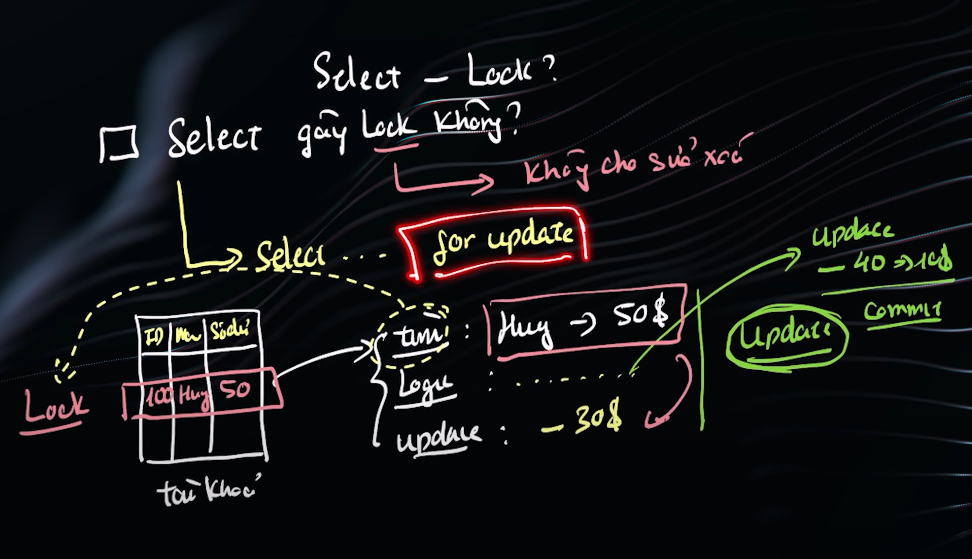 Select – Lock?
Select gây Lock không?
Không cho sửa xoá
Select .... for update
Update
– 40 => 10$
Commit
Update
ID Tên Số dư
100 Huy 50
Lock
tài khoản
tìm : Huy -> 50$
Logic : ........
update : – 30$